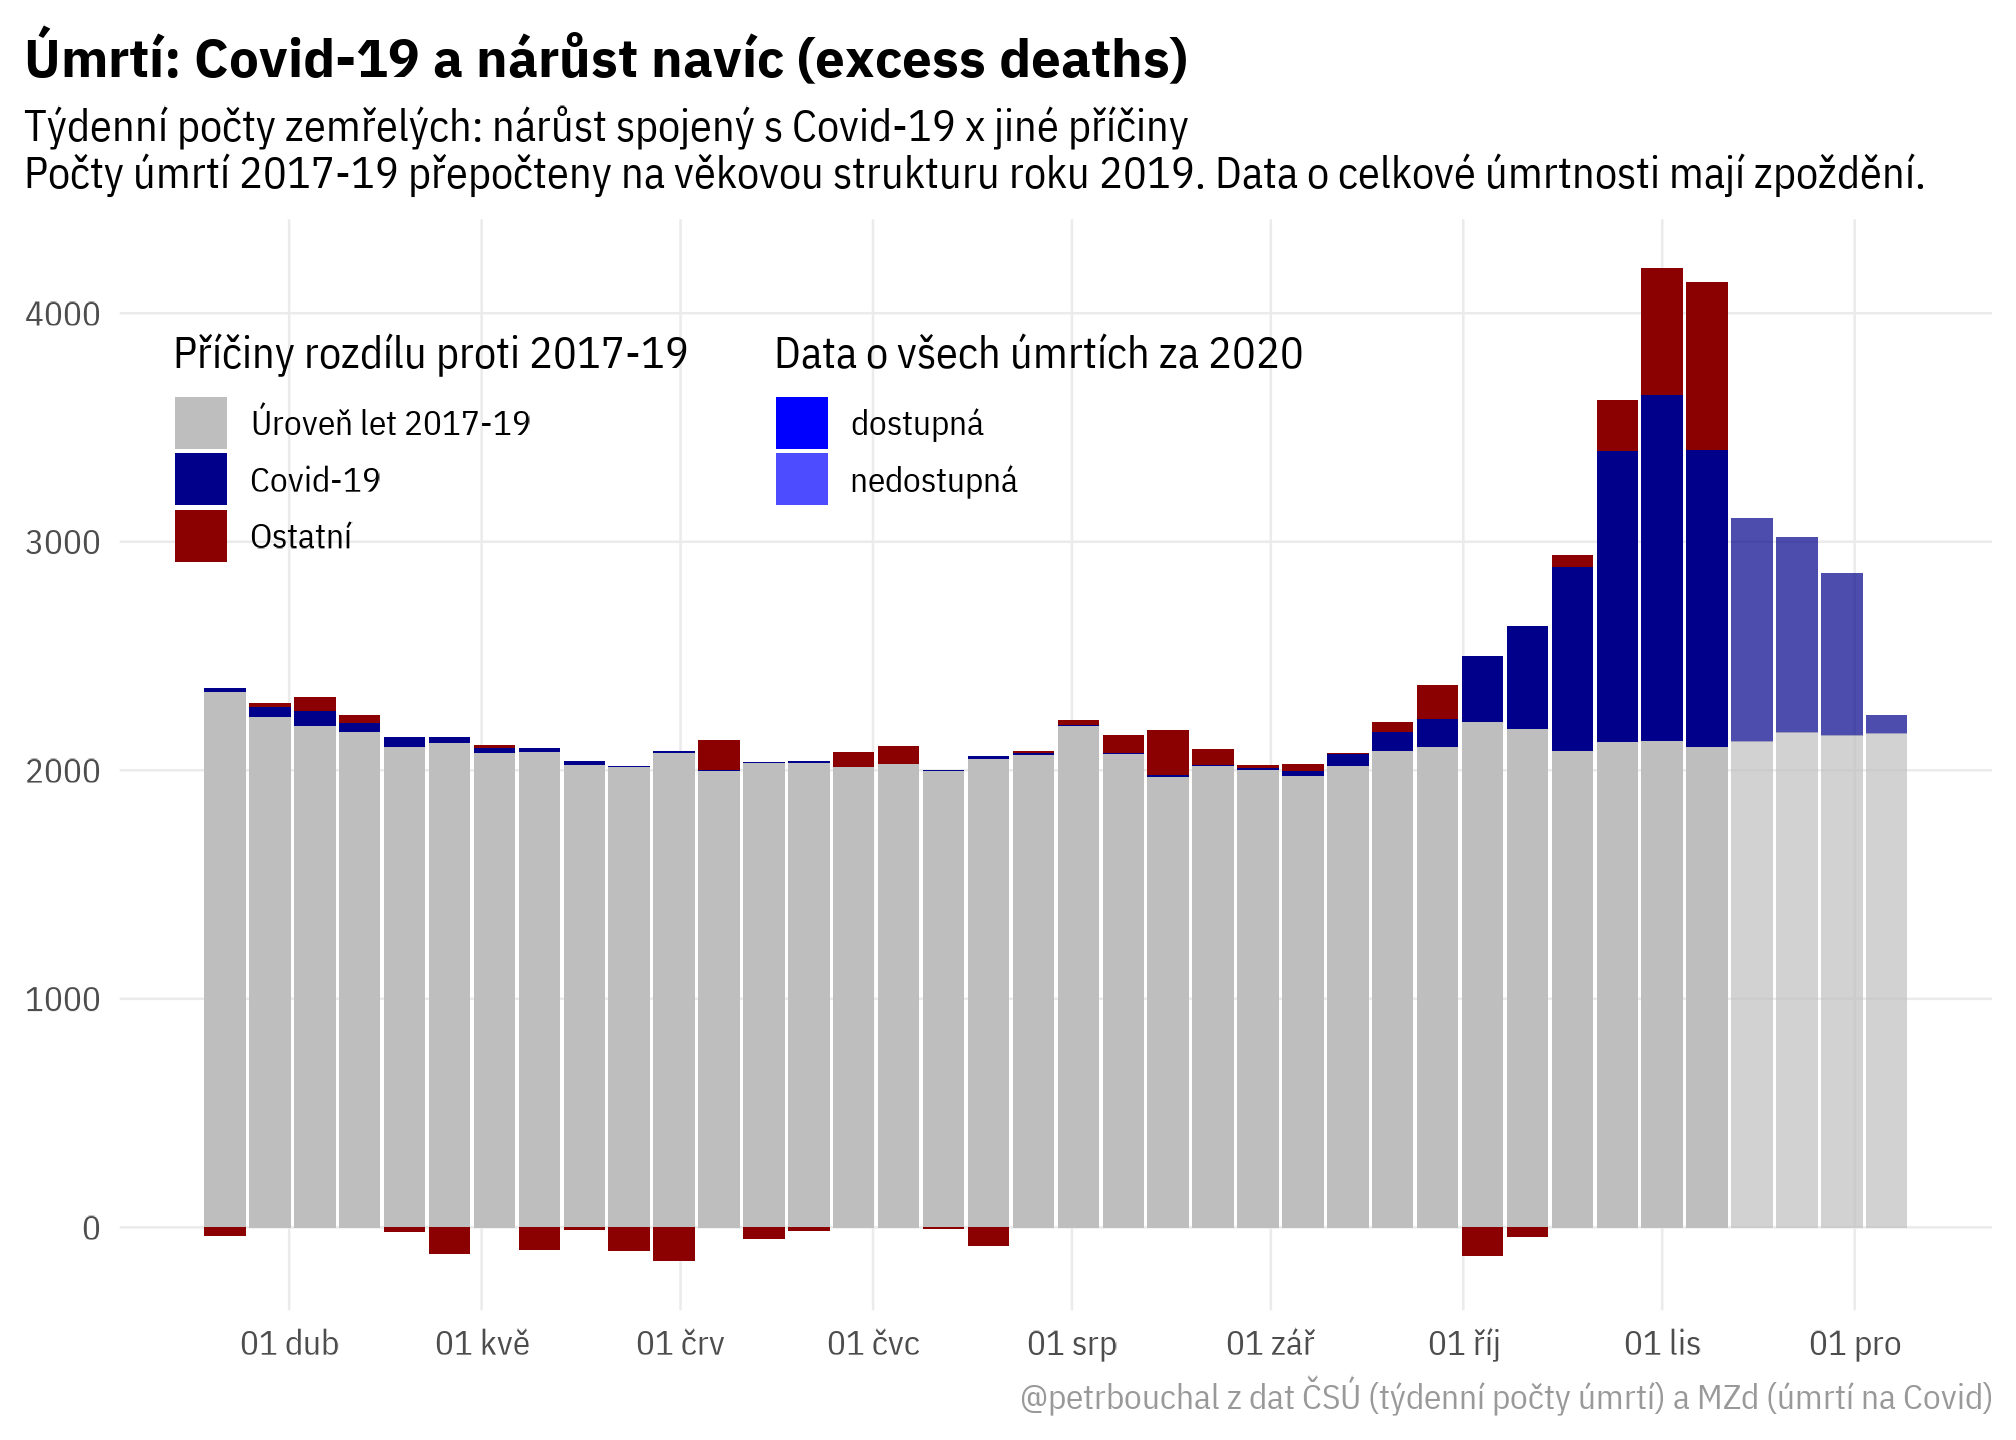 Úmrtí: Covid-19 a nárůst navíc (excess deaths)
Týdenní počty zemřelých: nárůst spojený s Covid-19 x jiné příčiny
Počty úmrtí 2017-19 přepočteny na věkovou strukturu roku 2019. Data o celkové úmrtnosti mají zpoždění.
Příčiny rozdílu proti 2017-19
Úroveň let 2017-19
Covid-19
Ostatní
Data o všech úmrtích za 2020
dostupná
nedostupná
4000
3000
2000
1000
0
01 dub
01 kvě
01 črv
01 čvc
01 srp
01 zář
01 říj
01 lis
01 pro
@petrbouchal z dat ČSÚ (týdenní počty úmrtí) a MZd (úmrtí na Covid)